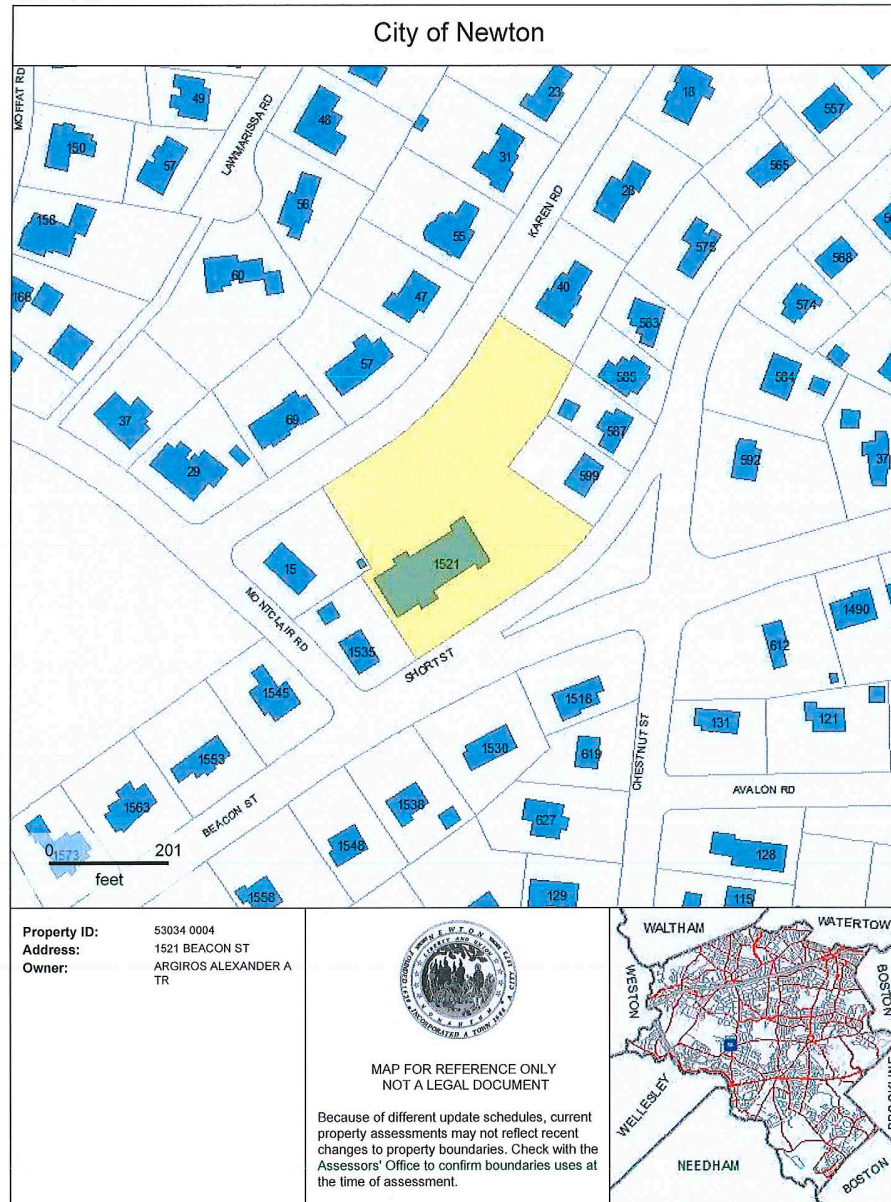 City of Newton
MOFFAT RD
49
48
23
18
557
150
57
LAWMARISSA RD
31
565
56
28
158
55
KAREN RD
575
568
60
47
40
574
166
583
57
585
584
37
69
587
592
37
29
599
15
1521
MONTCLAIR RD
1535
SHORT ST
612
1490
1545
1516
131
121
1530
619
1553
CHESTNUT ST
AVALON RD
1563
1538
627
BEACON ST
1548
128
1573
0 201
feet
1558
129
115
Property ID: 53034 0004
Address: 1521 BEACON ST
Owner: ARGIROS ALEXANDER A
TR
MAP FOR REFERENCE ONLY
NOT A LEGAL DOCUMENT
Because of different update schedules, current
property assessments may not reflect recent
changes to property boundaries. Check with the
Assessors' Office to confirm boundaries uses at
the time of assessment.
WALTHAM
WATERTOW
WESTON
BOSTON
WELLESLEY
NEEDHAM
BOSTON